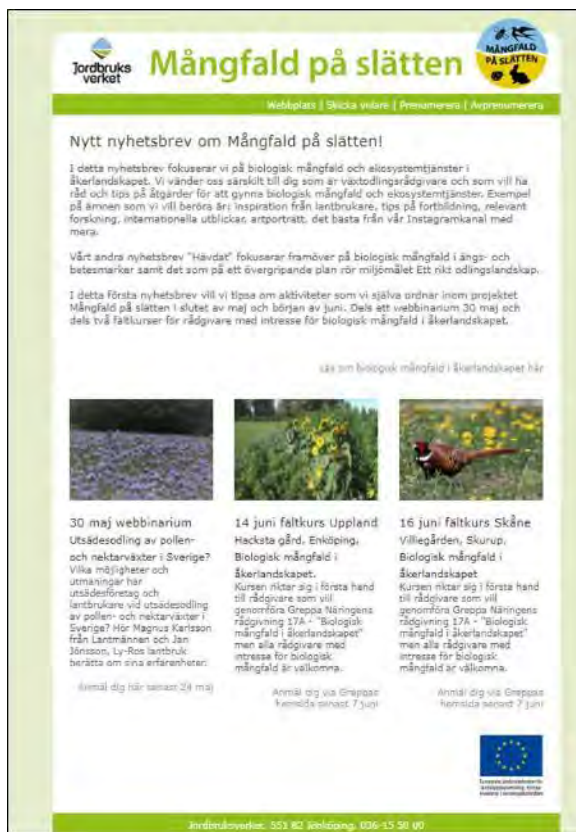 Jordbruks
verket
Mångfald på slätten
MÅNGFALD
PÅ SLÄTTEN
Webbplats | Skicka vidare | Prenumerera | Avprenumerera
Nytt nyhetsbrev om Mångfald på slätten!
I detta nyhetsbrev fokuserar vi på biologisk mångfald och ekosystemtjänster i
åkerlandskapet. Vi vänder oss särskilt till dig som är växtodlingsrådgivare och som vill ha
råd och tips på åtgärder för att gynna biologisk mångfald och ekosystemtjänster. Exempel
på ämnen som vi vill beröra är: inspiration från lantbrukare, tips på fortbildning, relevant
forskning, internationella utblickar, artporträtt, det bästa från vår Instagramkanal med
mera.
Vårt andra nyhetsbrev "Hävdat" fokuserar framöver på biologisk mångfald i ängs- och
betesmarker samt det som på ett övergripande plan rör miljömålet Ett rikt odlingslandskap.
I detta första nyhetsbrev vill vi tipsa om aktiviteter som vi själva ordnar inom projektet
Mångfald på slätten i slutet av maj och början av juni. Dels ett webbinarium 30 maj och
dels två fältkurser för rådgivare med intresse för biologisk mångfald i åkerlandskapet.
Läs om biologisk mångfald i åkerlandskapet här
30 maj webbinarium
Utsädesodling av pollen-
och nektarväxter i Sverige?
Vilka möjligheter och
utmaningar har
utsädesföretag och
lantbrukare vid utsädesodling
av pollen- och nektarväxter i
Sverige? Hör Magnus Karlsson
från Lantmännen och Jan
Jönsson, Ly-Ros lantbruk
berätta om sina erfarenheter.
Anmäl dig här senast 24 maj
14 juni fältkurs Uppland
Hacksta gård, Enköping,
Biologisk mångfald i
åkerlandskapet.
Kursen riktar sig i första hand
till rådgivare som vill
genomföra Greppa Näringens
rådgivning 17A - "Biologisk
mångfald i åkerlandskapet"
men alla rådgivare med
intresse för biologisk
mångfald är välkomna.
Anmäl dig via Greppas
hemsida senast 7 juni
16 juni fältkurs Skåne
Villiegården, Skurup,
Biologisk mångfald i
åkerlandskapet
Kursen riktar sig i första hand
till rådgivare som vill
genomföra Greppa Näringens
rådgivning 17A - "Biologisk
mångfald i åkerlandskapet"
men alla rådgivare med
intresse för biologisk
mångfald är välkomna.
Anmäl dig via Greppas
hemsida senast 7 juni
Jordbruksverket, 551 82 Jönköping, 036-15 50 00